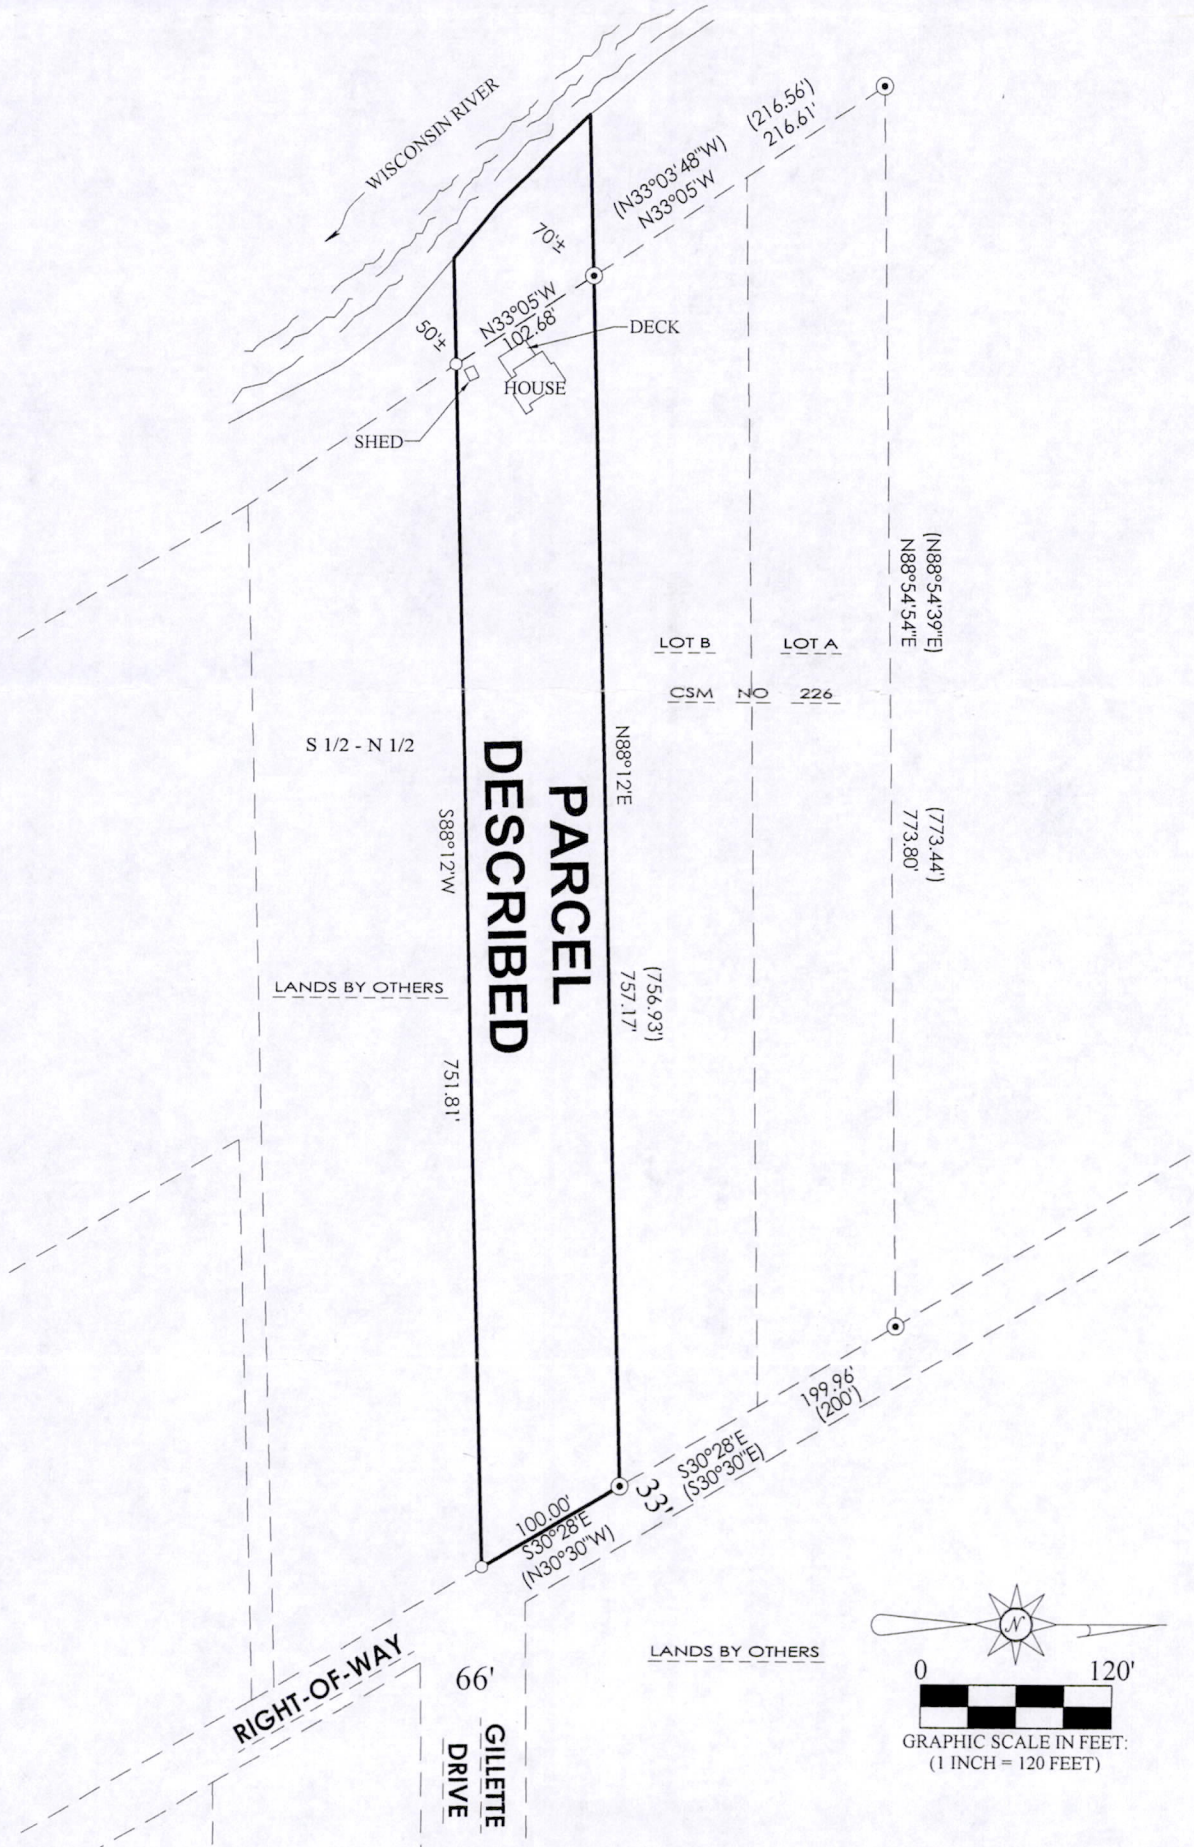 WISCONSIN RIVER
(216.56')
216.61'
(N33°03'48"W)
N33°05'W
70'±
N33°05'W
102.68'
50'±
DECK
HOUSE
SHED
(N88°54'39"E)
N88°54'54"E
LOT B
LOT A
CSM NO 226
S 1/2 - N 1/2
N88°12'E
PARCEL
DESCRIBED
S88°12'W
(773.44')
773.80'
(756.93')
757.17'
LANDS BY OTHERS
751.81'
199.96'
(200')
S30°28'E
(S30°30"E)
33'
100.00'
S30°28'E
(N30°30"W)
RIGHT-OF-WAY
66'
GILLETTE
DRIVE
LANDS BY OTHERS
N
0 120'
GRAPHIC SCALE IN FEET:
(1 INCH = 120 FEET)